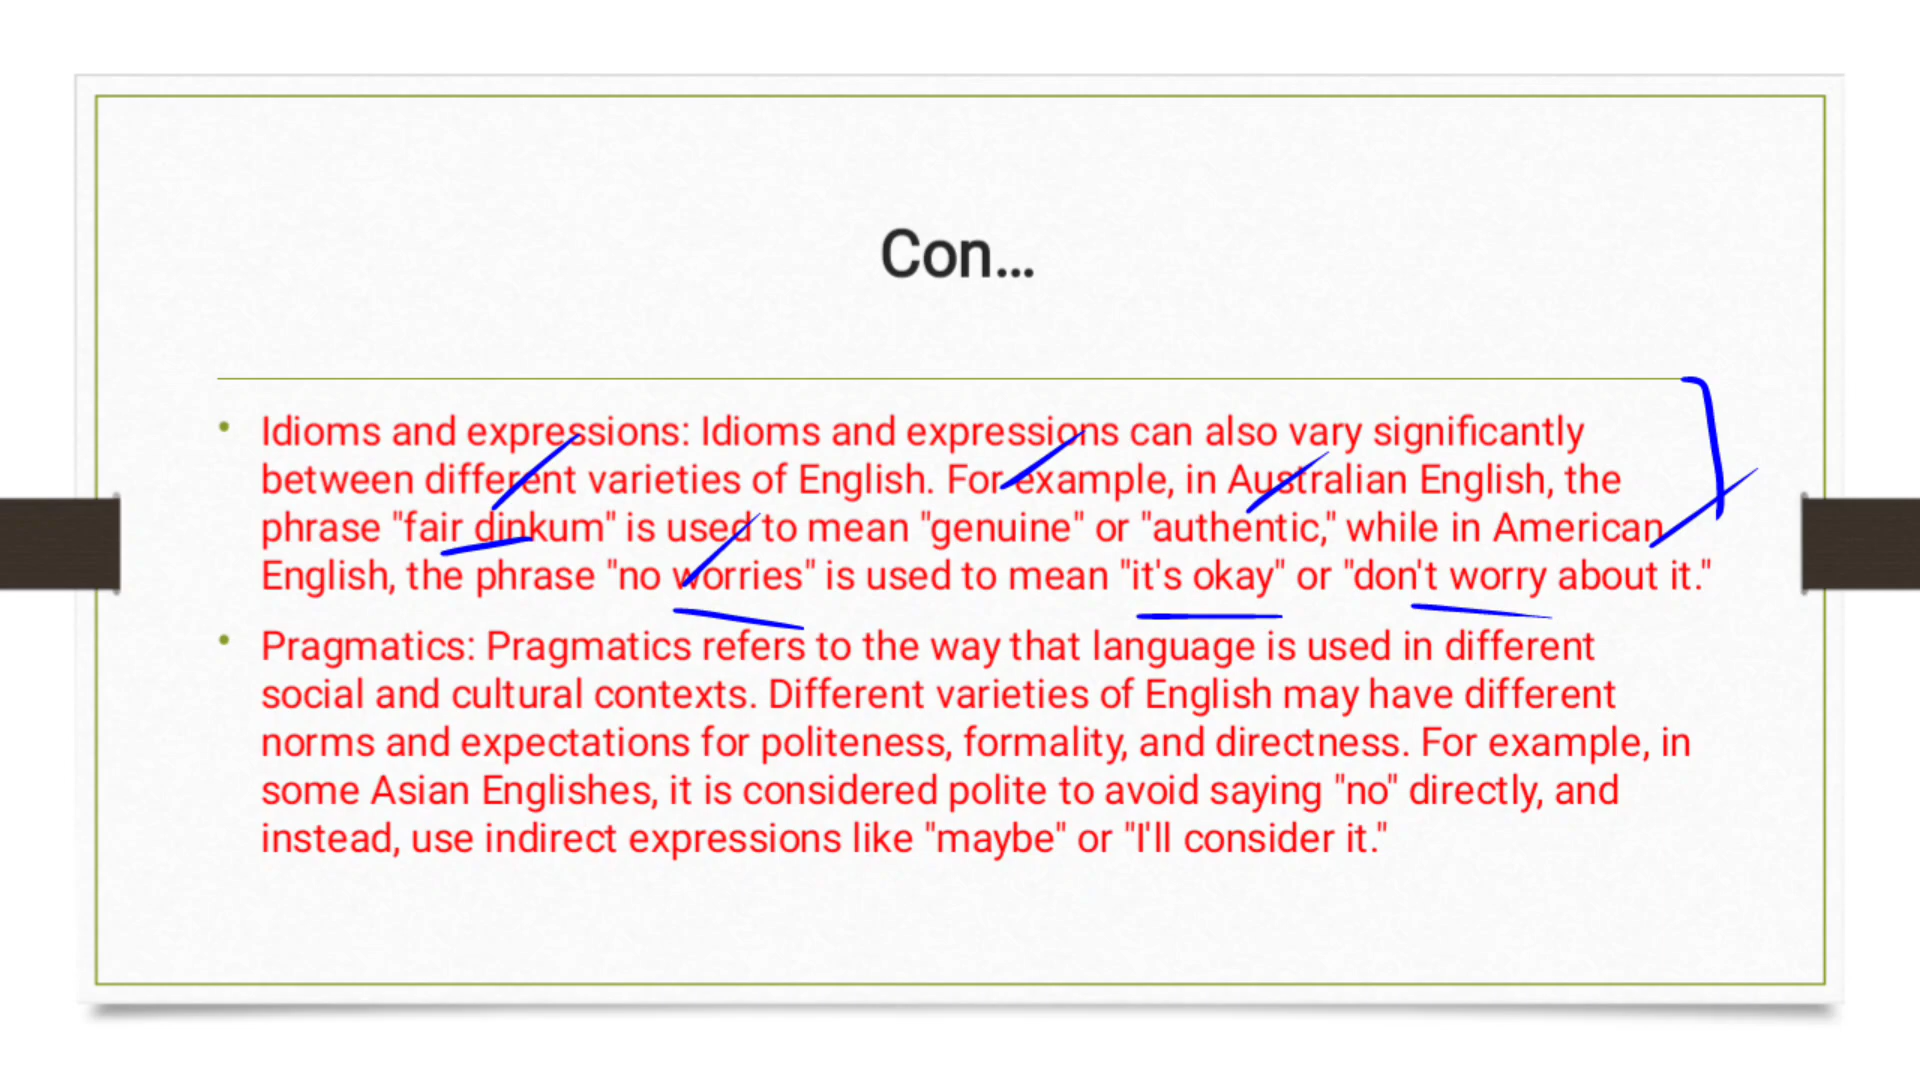 Con...
• Idioms and expressions: Idioms and expressions can also vary significantly
between different varieties of English. For example, in Australian English, the
phrase "fair dinkum" is used to mean "genuine" or "authentic," while in American
English, the phrase "no worries" is used to mean "it's okay" or "don't worry about it."
• Pragmatics: Pragmatics refers to the way that language is used in different
social and cultural contexts. Different varieties of English may have different
norms and expectations for politeness, formality, and directness. For example, in
some Asian Englishes, it is considered polite to avoid saying "no" directly, and
instead, use indirect expressions like "maybe" or "I'll consider it."